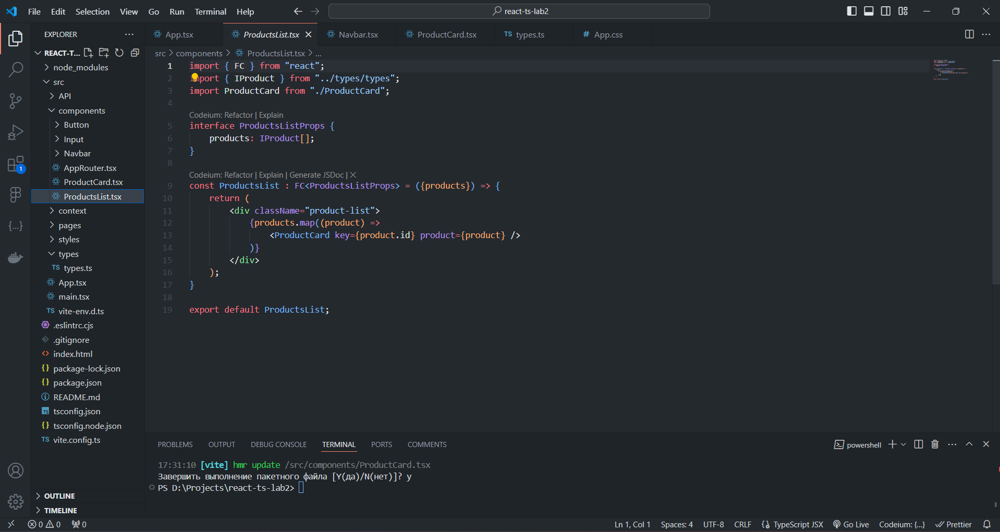 File Edit Selection View Go Run Terminal Help
react-ts-lab2
EXPLORER
REACT-T...
node_modules
src
API
components
Button
Input
Navbar
AppRouter.tsx
ProductCard.tsx
ProductsList.tsx
context
pages
styles
types
TS types.ts
App.tsx
main.tsx
TS vite-env.d.ts
.eslintrc.cjs
.gitignore
index.html
package-lock.json
package.json
README.md
tsconfig.json
tsconfig.node.json
TS vite.config.ts
OUTLINE
TIMELINE
1
App.tsx ProductsList.tsx Navbar.tsx ProductCard.tsx TS types.ts # App.css
src > components > ProductsList.tsx > ...
1 import { FC } from "react";
2 import { IProduct } from "../types/types";
3 import ProductCard from "./ProductCard";
4
Codeium: Refactor | Explain
5 interface ProductsListProps {
6 products: IProduct[];
7 }
8
Codeium: Refactor | Explain | Generate JSDoc | ✕
9 const ProductsList : FC<ProductsListProps> = ({products}) => {
10 return (
11 <div className="product-list">
12 {products.map((product) =>
13 <ProductCard key={product.id} product={product} />
14 )}
15 </div>
16 );
17 }
18
19 export default ProductsList;
PROBLEMS OUTPUT DEBUG CONSOLE TERMINAL PORTS COMMENTS
powershell
17:31:10 [vite] hmr update /src/components/ProductCard.tsx
Завершить выполнение пакетного файла [Y(да)/N(нет)]? y
PS D:\Projects\react-ts-lab2>
0 0 0
Ln 1, Col 1 Spaces: 4 UTF-8 CRLF TypeScript JSX Go Live Codeium: {...} Prettier